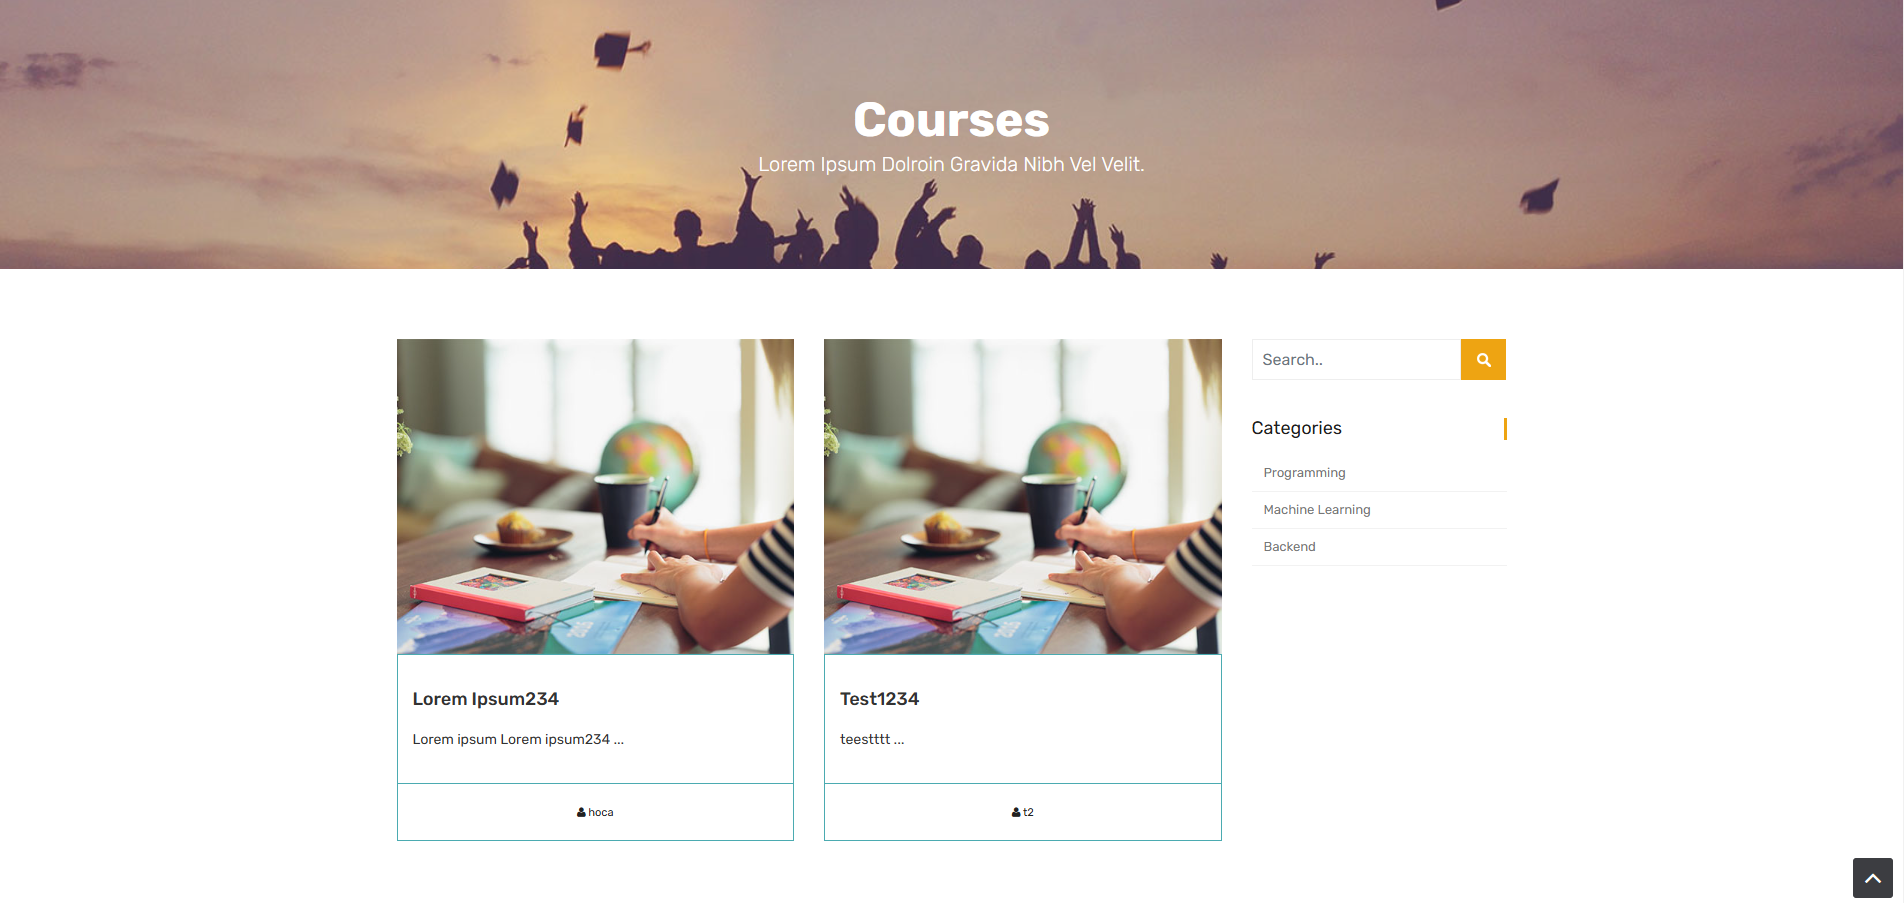 Courses
Lorem Ipsum Dolroin Gravida Nibh Vel Velit.
Lorem Ipsum234
Lorem ipsum Lorem ipsum234 ...
hoca
Test1234
teestttt ...
t2
Search..
Categories
Programming
Machine Learning
Backend